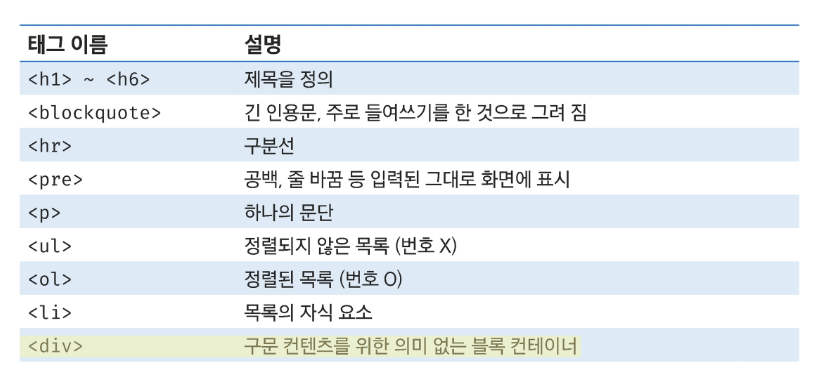 태그 이름 설명
<h1> ~ <h6> 제목을 정의
<blockquote> 긴 인용문, 주로 들여쓰기를 한 것으로 그려 짐
<hr> 구분선
<pre> 공백, 줄 바꿈 등 입력된 그대로 화면에 표시
<p> 하나의 문단
<ul> 정렬되지 않은 목록 (번호 X)
<ol> 정렬된 목록 (번호 O)
<li> 목록의 자식 요소
<div> 구문 컨텐츠를 위한 의미 없는 블록 컨테이너